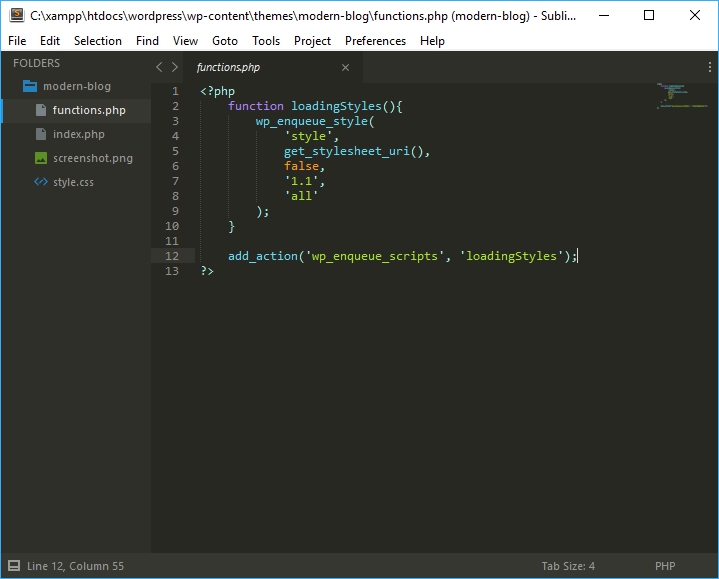 C:\xampp\htdocs\wordpress\wp-content\themes\modern-blog\functions.php (modern-blog) - Subli...
File Edit Selection Find View Goto Tools Project Preferences Help
FOLDERS
modern-blog
functions.php
index.php
screenshot.png
style.css
functions.php
1 <?php
2 function loadingStyles(){
3 wp_enqueue_style(
4 'style',
5 get_stylesheet_uri(),
6 false,
7 '1.1',
8 'all'
9 );
10 }
11
12 add_action('wp_enqueue_scripts', 'loadingStyles');
13 ?>
Line 12, Column 55 Tab Size: 4 PHP